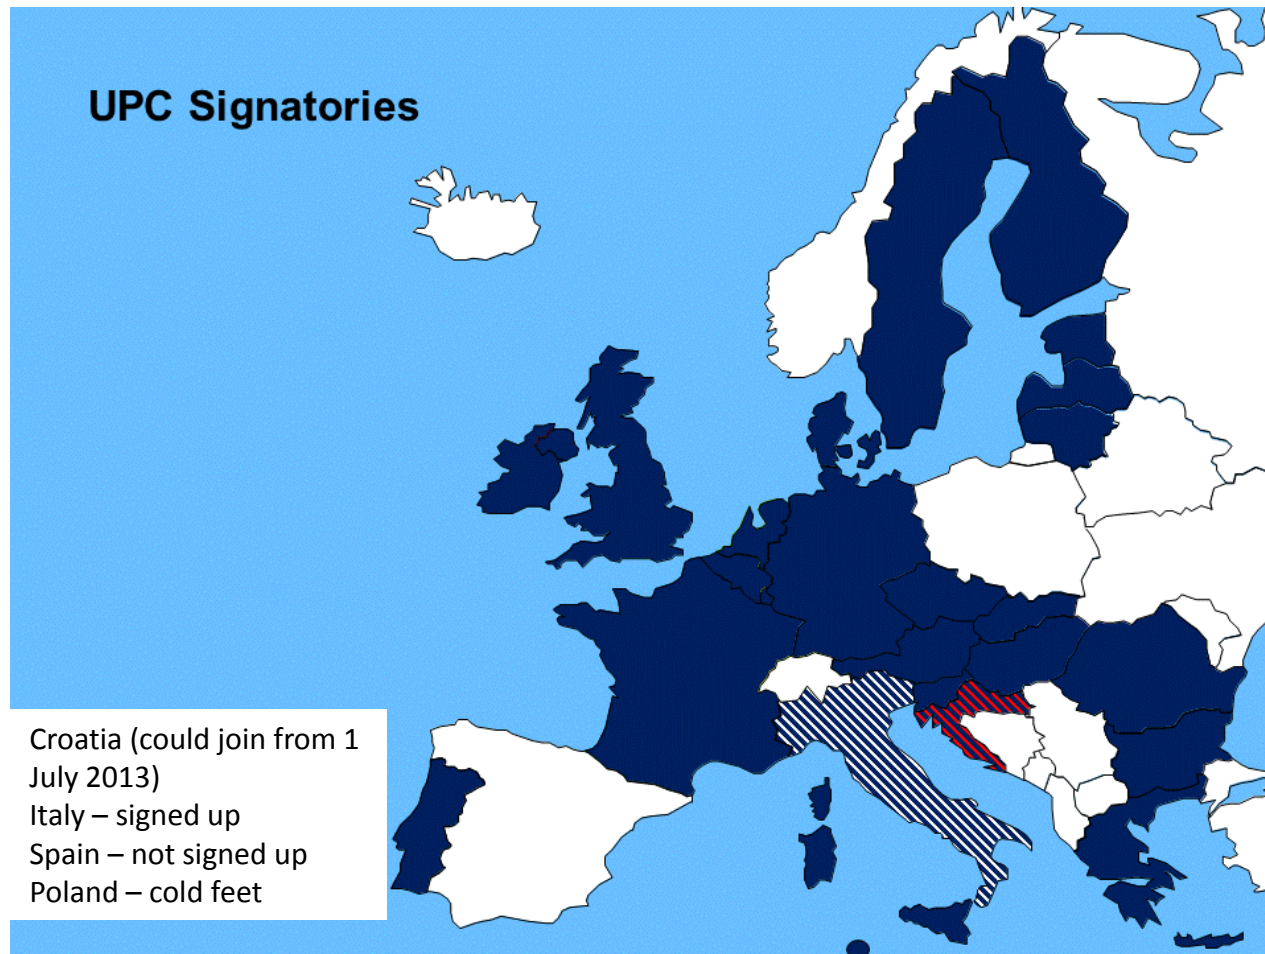 UPC Signatories
Croatia (could join from 1
July 2013)
Italy – signed up
Spain – not signed up
Poland – cold feet